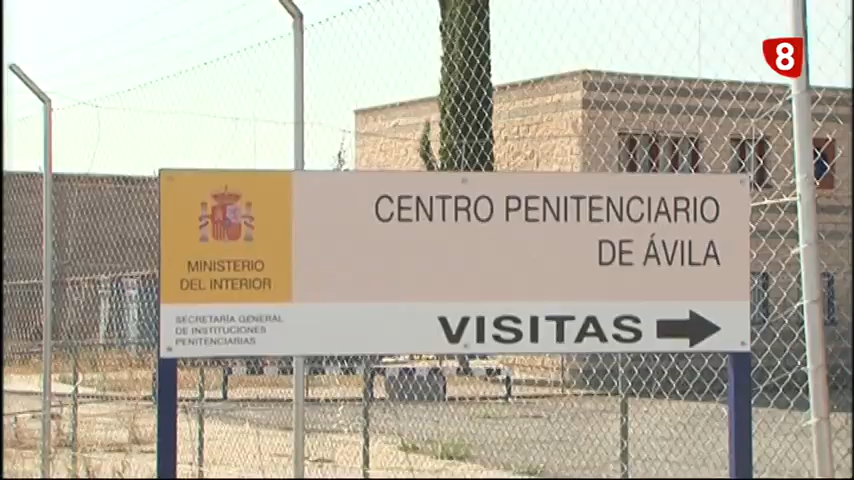 8
CENTRO PENITENCIARIO
DE ÁVILA
MINISTERIO
DEL INTERIOR
SECRETARÍA GENERAL
DE INSTITUCIONES
PENITENCIARIAS
VISITAS